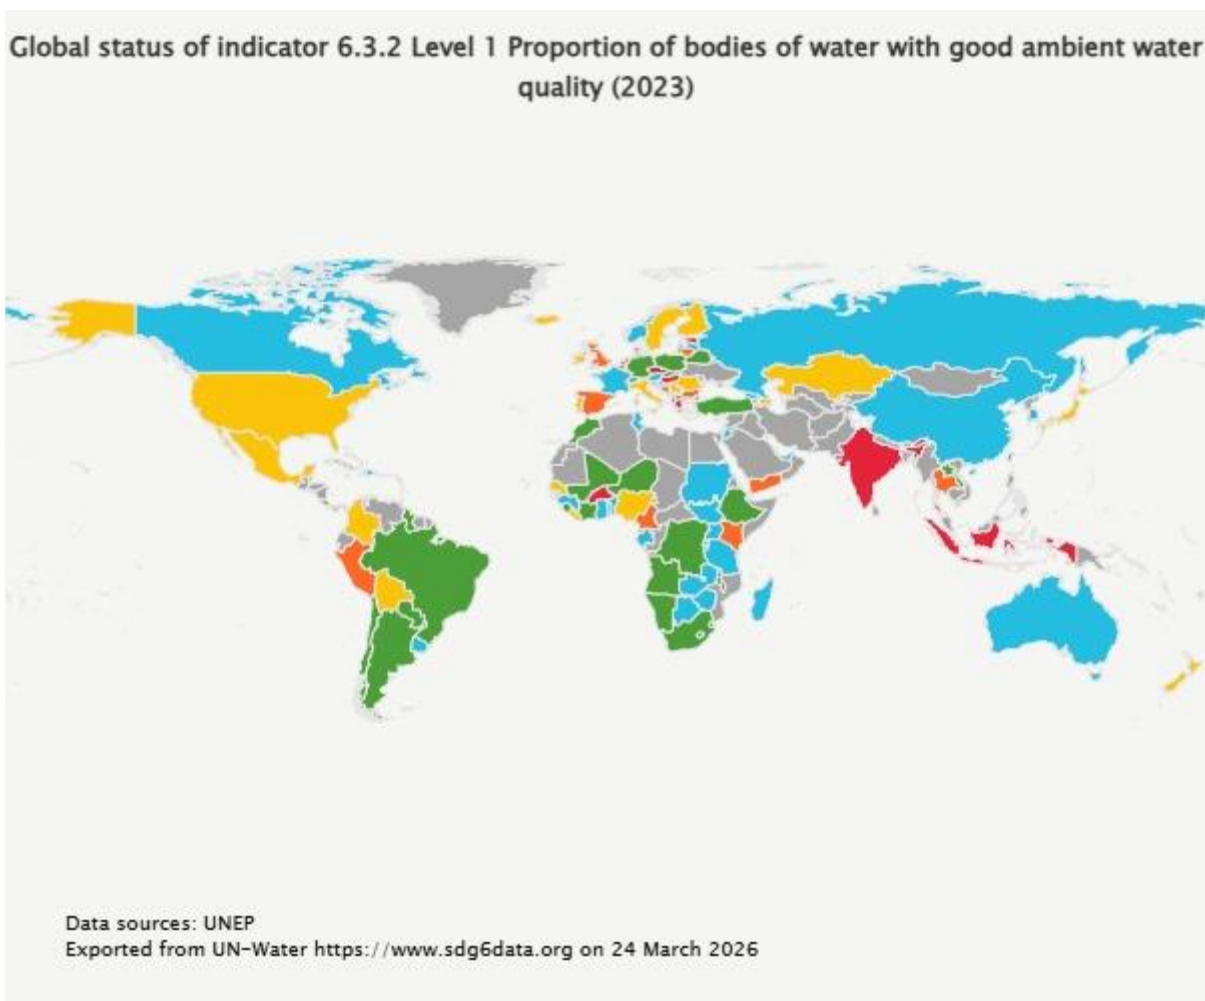 Global status of indicator 6.3.2 Level 1 Proportion of bodies of water with good ambient water
quality (2023)
Data sources: UNEP
Exported from UN-Water https://www.sdg6data.org on 24 March 2026